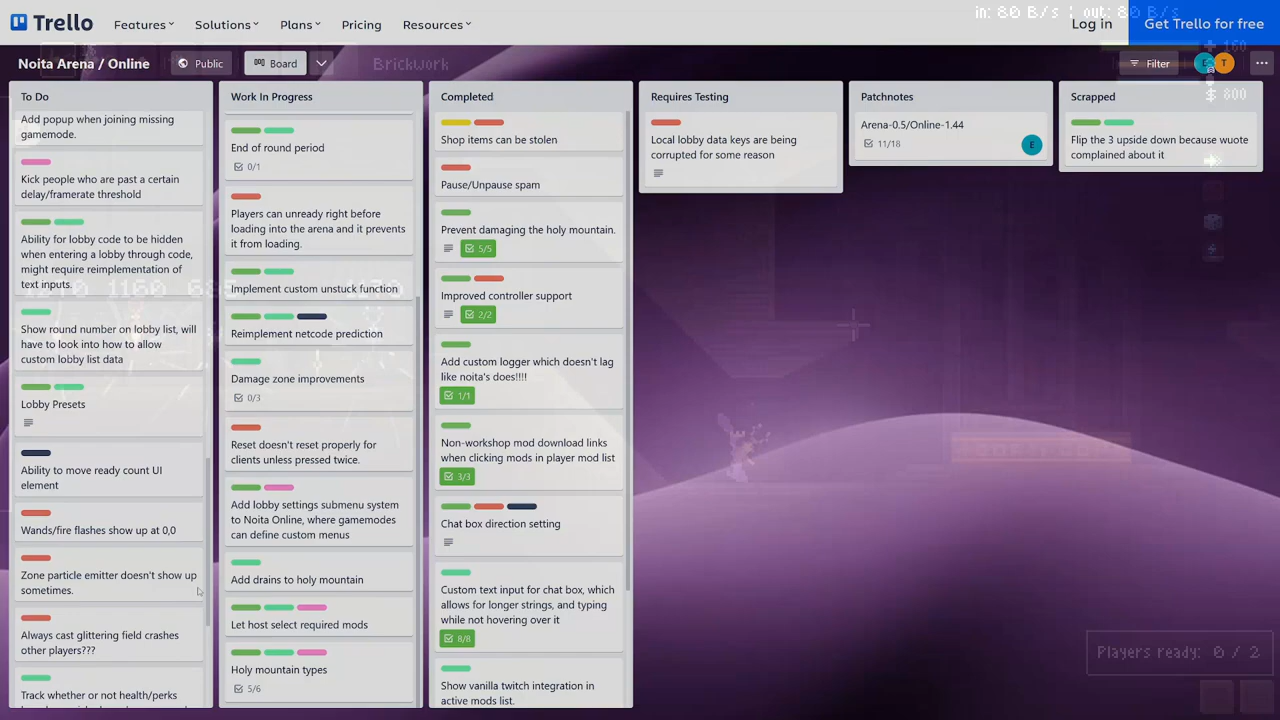 Trello
Features
Solutions
Plans
Pricing
Resources
in: 80 B/s | out: 80 B/s
Log in
Get Trello for free
Noita Arena / Online
Public
Board
Brickwork
Filter
T
160
$ 800
To Do
Add popup when joining missing
gamemode.
Kick people who are past a certain
delay/framerate threshold
Ability for lobby code to be hidden
when entering a lobby through code,
might require reimplementation of
text inputs.
Show round number on lobby list, will
have to look into how to allow
custom lobby list data
Lobby Presets
Ability to move ready count UI
element
Wands/fire flashes show up at 0,0
Zone particle emitter doesn't show up
sometimes.
Always cast glittering field crashes
other players???
Track whether or not health/perks
Work In Progress
End of round period
0/1
Players can unready right before
loading into the arena and it prevents
it from loading.
Implement custom unstuck function
Reimplement netcode prediction
Damage zone improvements
0/3
Reset doesn't reset properly for
clients unless pressed twice.
Add lobby settings submenu system
to Noita Online, where gamemodes
can define custom menus
Add drains to holy mountain
Let host select required mods
Holy mountain types
5/6
Completed
Shop items can be stolen
Pause/Unpause spam
Prevent damaging the holy mountain.
5/5
Improved controller support
2/2
Add custom logger which doesn't lag
like noita's does!!!!
1/1
Non-workshop mod download links
when clicking mods in player mod list
3/3
Chat box direction setting
Custom text input for chat box, which
allows for longer strings, and typing
while not hovering over it
8/8
Show vanilla twitch integration in
active mods list.
Requires Testing
Local lobby data keys are being
corrupted for some reason
Patchnotes
Arena-0.5/Online-1.44
11/18
E
Scrapped
Flip the 3 upside down because wuote
complained about it
Players ready: 0 / 2